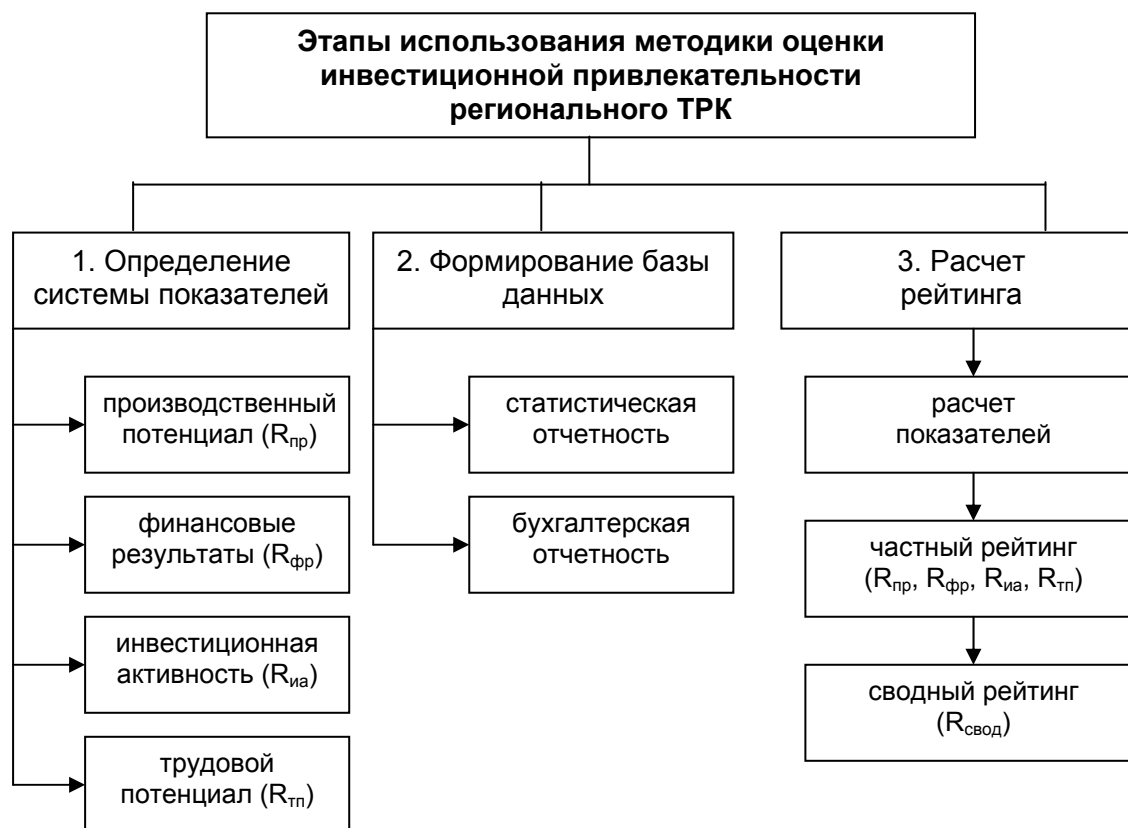 Этапы использования методики оценки
инвестиционной привлекательности
регионального ТРК
1. Определение
системы показателей
производственный
потенциал (Rпр)
финансовые
результаты (Rфр)
инвестиционная
активность (Rиа)
трудовой
потенциал (Rтп)
2. Формирование базы
данных
статистическая
отчетность
бухгалтерская
отчетность
3. Расчет
рейтинга
расчет
показателей
частный рейтинг
(Rпр, Rфр, Rиа, Rтп)
сводный рейтинг
(Rсвод)